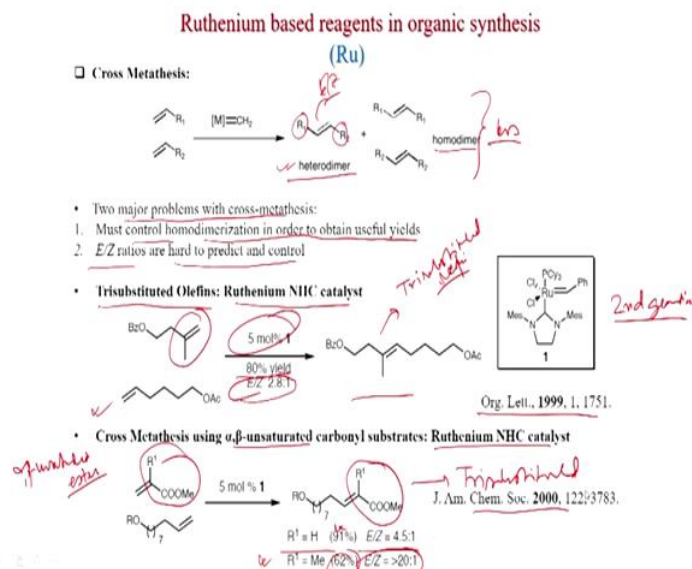 Ruthenium based reagents in organic synthesis
(Ru)
❑ Cross Metathesis:
E/Z
R₁ [M]=CH₂ R₁ R₂ + R₁ R₁
R₂ R₂ R₂
heterodimer homodimer
• Two major problems with cross-metathesis:
1. Must control homodimerization in order to obtain useful yields
2. E/Z ratios are hard to predict and control
• Trisubstituted Olefins: Ruthenium NHC catalyst
PCy₃
Cl Ru Ph
Cl
Mes N N Mes
1
BzO 5 mol% 1 BzO OAc
80% yield
E/Z 2.8:1
OAc
Org. Lett., 1999, 1, 1751.
• Cross Metathesis using α,β-unsaturated carbonyl substrates: Ruthenium NHC catalyst
ester
R¹ COOMe 5 mol % 1 RO 7 R¹ COOMe
J. Am. Chem. Soc. 2000, 122, 3783.
RO 7
R¹ = H (91%) E/Z = 4.5:1
R¹ = Me (62%) E/Z = >20:1